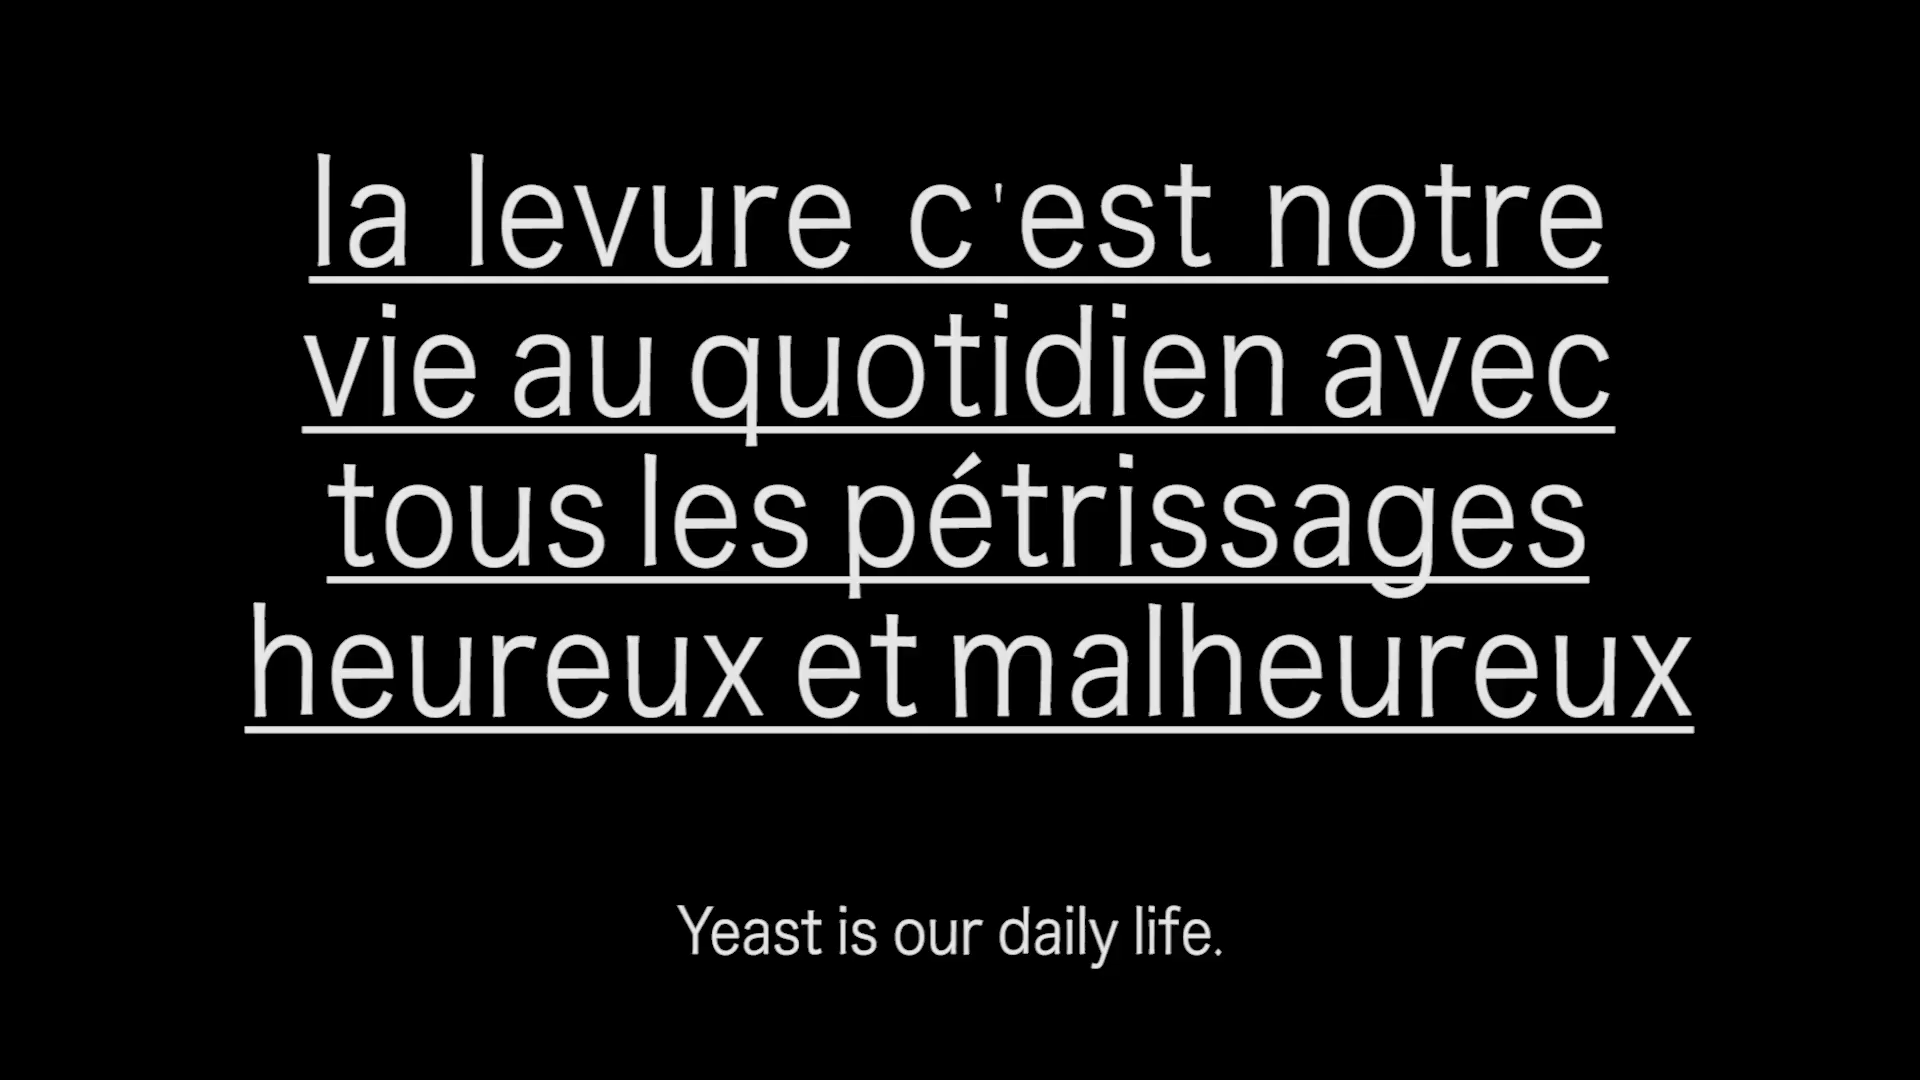 la levure c'est notre
vie au quotidien avec
tous les pétrissages
heureux et malheureux
Yeast is our daily life.